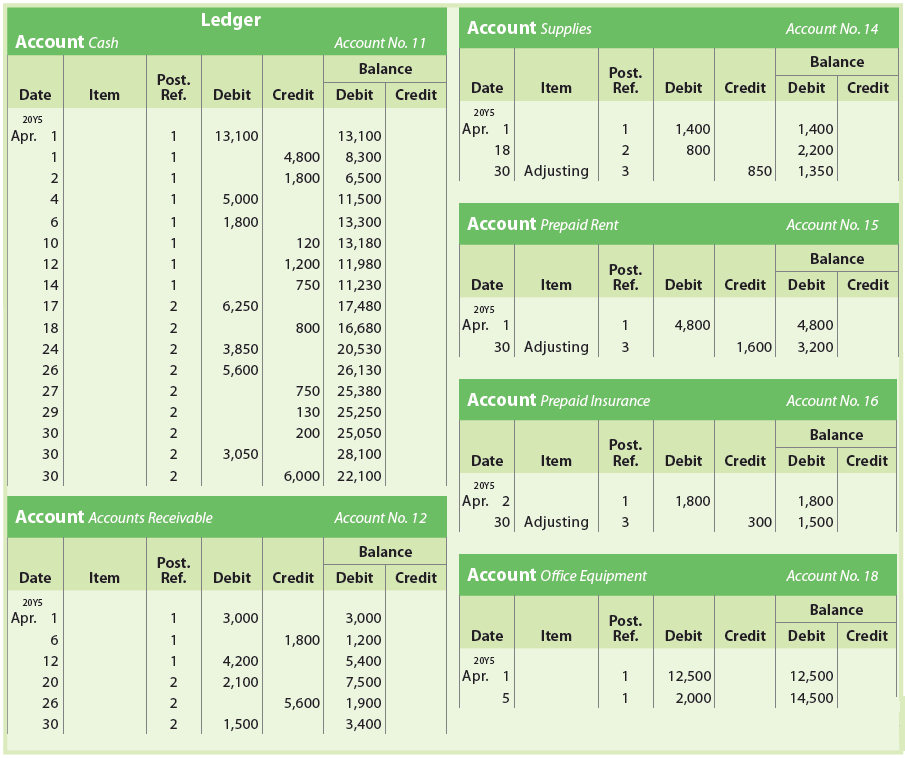 Ledger
Account Cash Account No. 11
Balance
Date Item Post. Ref. Debit Credit Debit Credit
20Y5
Apr. 1 1 13,100 13,100
1 1 4,800 8,300
2 1 1,800 6,500
4 1 5,000 11,500
6 1 1,800 13,300
10 1 120 13,180
12 1 1,200 11,980
14 1 750 11,230
17 2 6,250 17,480
18 2 800 16,680
24 2 3,850 20,530
26 2 5,600 26,130
27 2 750 25,380
29 2 130 25,250
30 2 200 25,050
30 2 3,050 28,100
30 2 6,000 22,100
Account Accounts Receivable Account No. 12
Balance
Date Item Post. Ref. Debit Credit Debit Credit
20Y5
Apr. 1 1 3,000 3,000
6 1 1,800 1,200
12 1 4,200 5,400
20 2 2,100 7,500
26 2 5,600 1,900
30 2 1,500 3,400
Account Supplies Account No. 14
Balance
Date Item Post. Ref. Debit Credit Debit Credit
20Y5
Apr. 1 1 1,400 1,400
18 2 800 2,200
30 Adjusting 3 850 1,350
Account Prepaid Rent Account No. 15
Balance
Date Item Post. Ref. Debit Credit Debit Credit
20Y5
Apr. 1 1 4,800 4,800
30 Adjusting 3 1,600 3,200
Account Prepaid Insurance Account No. 16
Balance
Date Item Post. Ref. Debit Credit Debit Credit
20Y5
Apr. 2 1 1,800 1,800
30 Adjusting 3 300 1,500
Account Office Equipment Account No. 18
Balance
Date Item Post. Ref. Debit Credit Debit Credit
20Y5
Apr. 1 1 12,500 12,500
5 1 2,000 14,500